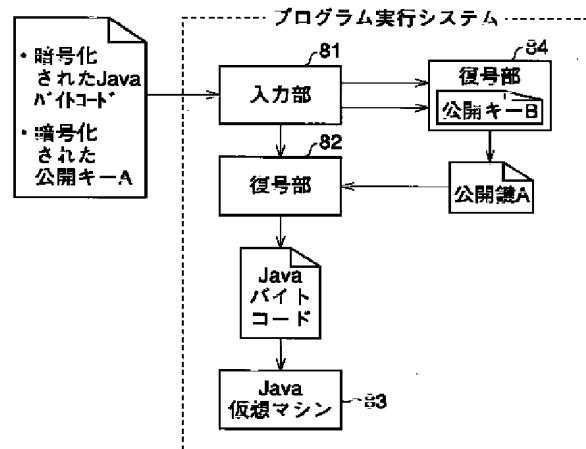 プログラム実行システム
・暗号化
されたJava
バイトコード
・暗号化
された
公開キーA
81
入力部
84
復号部
公開キーB
82
復号部
公開鍵A
Java
バイト
コード
Java
仮想マシン
83